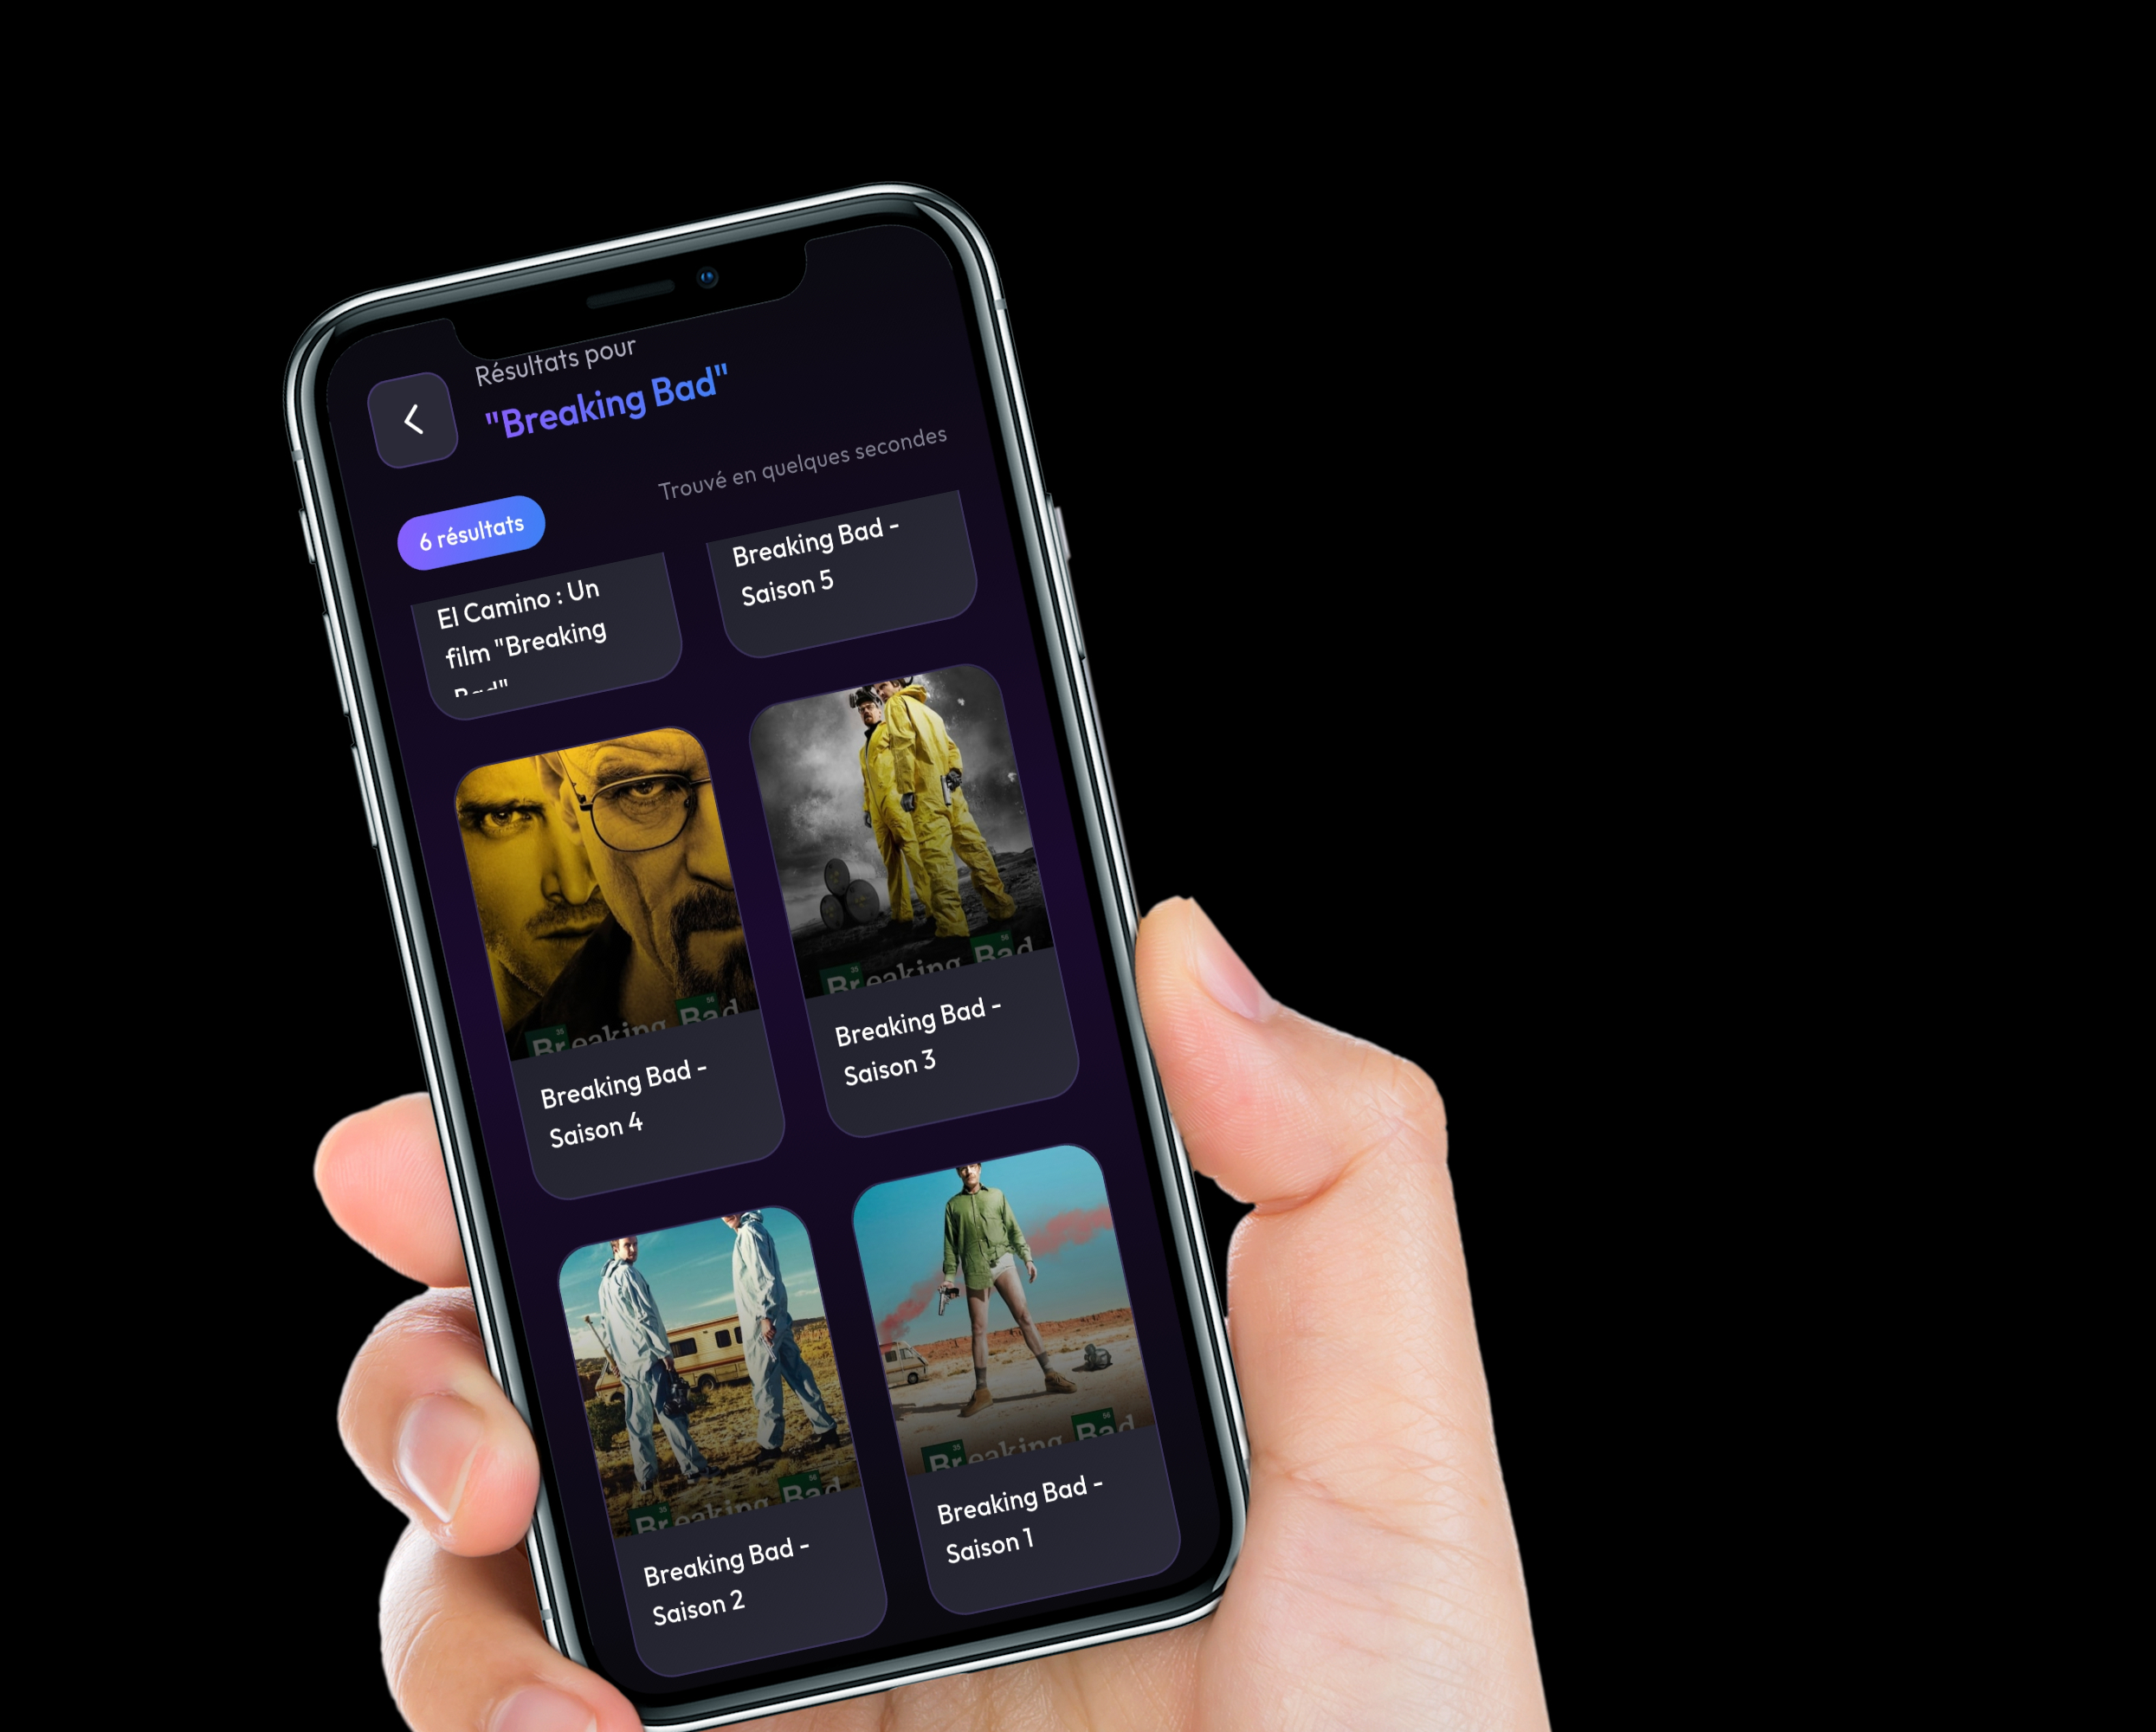 Résultats pour
"Breaking Bad"
Trouvé en quelques secondes
6 résultats
El Camino : Un
film "Breaking
Bad"
Breaking Bad -
Saison 5
Breaking Bad
Breaking Bad -
Saison 4
Breaking Bad
Breaking Bad -
Saison 3
Breaking Bad
Breaking Bad -
Saison 2
Breaking Bad
Breaking Bad -
Saison 1